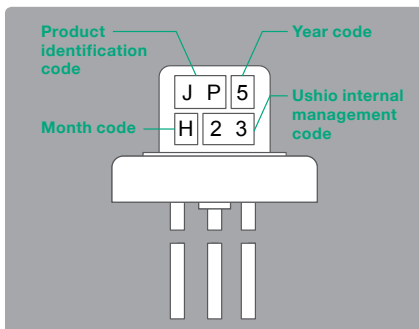 Product
identification
code
Year code
J P 5
Month code
H 2 3
Ushio internal
management
code